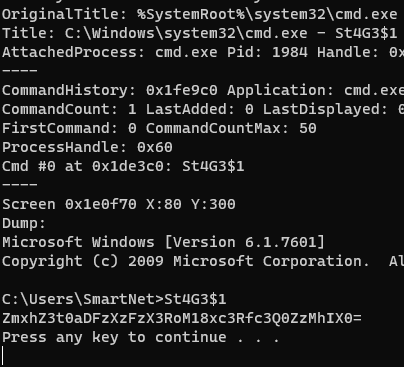 OriginalTitle: %SystemRoot%\system32\cmd.exe
Title: C:\Windows\system32\cmd.exe - St4G3$1
AttachedProcess: cmd.exe Pid: 1984 Handle: 0x
----
CommandHistory: 0x1fe9c0 Application: cmd.exe
CommandCount: 1 LastAdded: 0 LastDisplayed: 0
FirstCommand: 0 CommandCountMax: 50
ProcessHandle: 0x60
Cmd #0 at 0x1de3c0: St4G3$1
----
Screen 0x1e0f70 X:80 Y:300
Dump:
Microsoft Windows [Version 6.1.7601]
Copyright (c) 2009 Microsoft Corporation.  Al

C:\Users\SmartNet>St4G3$1
ZmxhZ3t0aDFzXzFzX3RoM18xc3Rfc3Q0ZzMhIX0=
Press any key to continue . . .